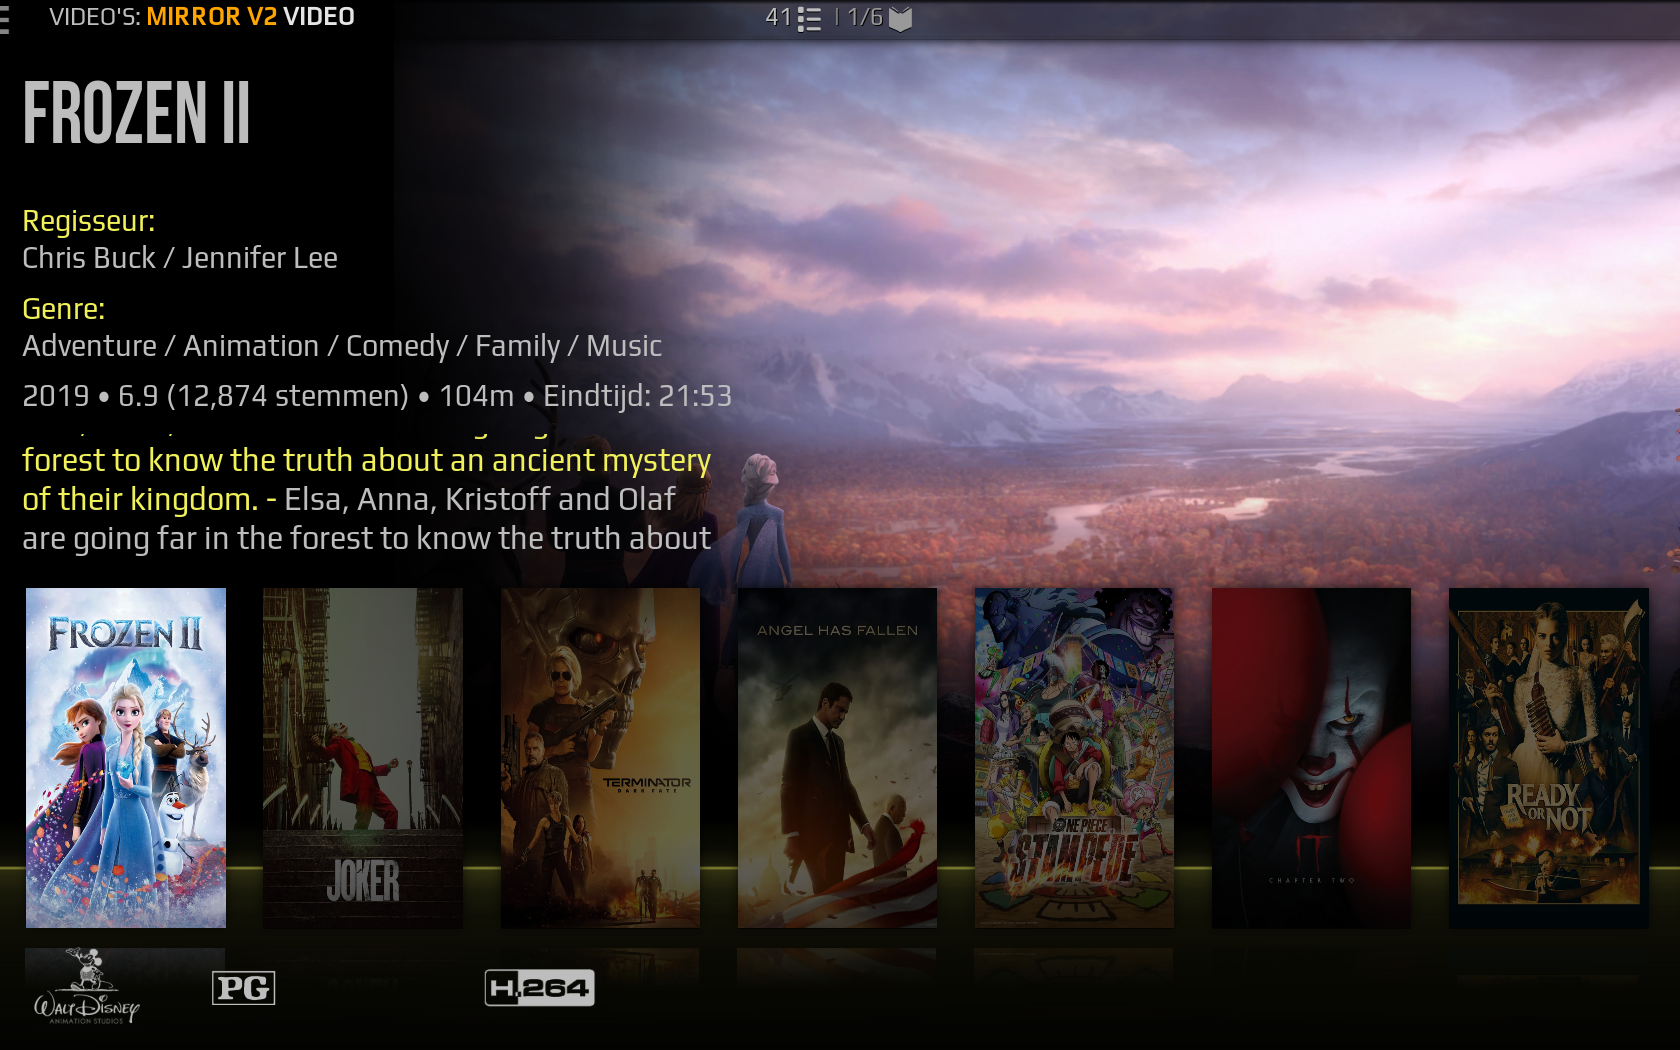 VIDEO'S: MIRROR V2 VIDEO
41 | 1/6
FROZEN II
Regisseur:
Chris Buck / Jennifer Lee
Genre:
Adventure / Animation / Comedy / Family / Music
2019 • 6.9 (12,874 stemmen) • 104m • Eindtijd: 21:53
forest to know the truth about an ancient mystery
of their kingdom. - Elsa, Anna, Kristoff and Olaf
are going far in the forest to know the truth about
FROZEN II
JOKER
TERMINATOR
DARK FATE
ANGEL HAS FALLEN
ONE PIECE
STAMPEDE
IT
CHAPTER TWO
READY
OR NOT
WALT DISNEY
ANIMATION STUDIOS
PG
H.264